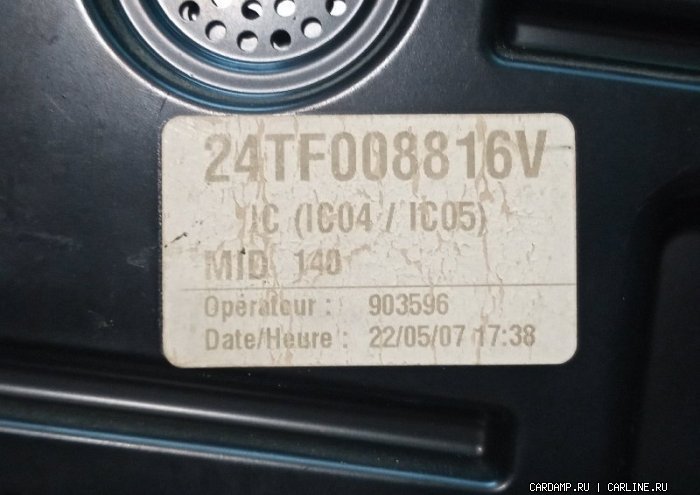 24TF008816V
IC (IC04 / IC05)
MID 140
Opérateur : 903596
Date/Heure : 22/05/07 17:38
CARDAMP.RU | CARLINE.RU